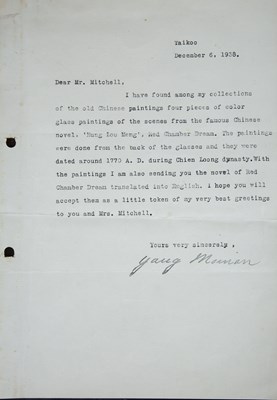 Taikoo
December 6, 1938.
Dear Mr. Mitchell,
I have found among my collections
of the old Chinese paintings four pieces of color
glass paintings of the scenes from the famous Chinese
novel, 'Hung Lou Meng', Red Chamber Dream. The paintings
were done from the back of the glasses and they were
dated around 1770 A. D. during Chien Loong dynasty.With
the paintings I am also sending you the novel of Red
Chamber Dream translated into English. I hope you will
accept them as a little token of my very best greetings
to you and Mrs. Mitchell.
Yours very sincerely,
Yang